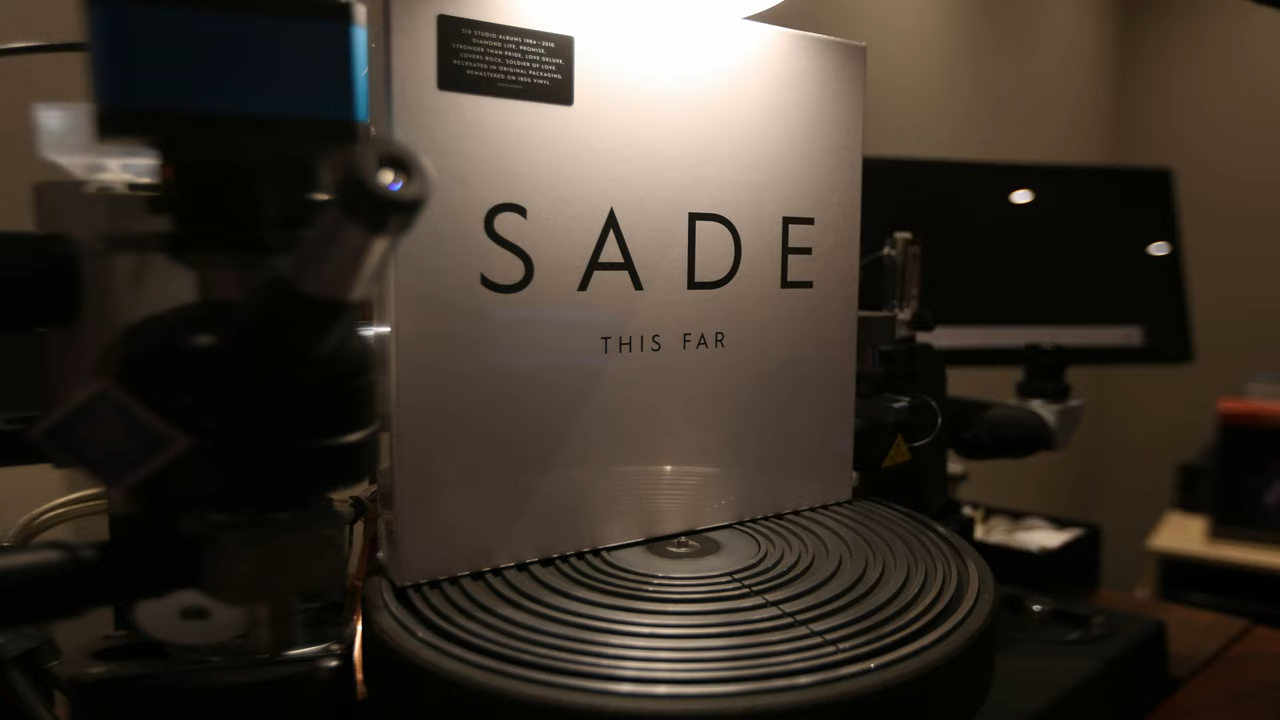 SIX STUDIO ALBUMS 1984–2010.
DIAMOND LIFE, PROMISE,
STRONGER THAN PRIDE, LOVE DELUXE,
LOVERS ROCK, SOLDIER OF LOVE.
RECREATED IN ORIGINAL PACKAGING.
REMASTERED ON 180G VINYL.
SADE
THIS FAR